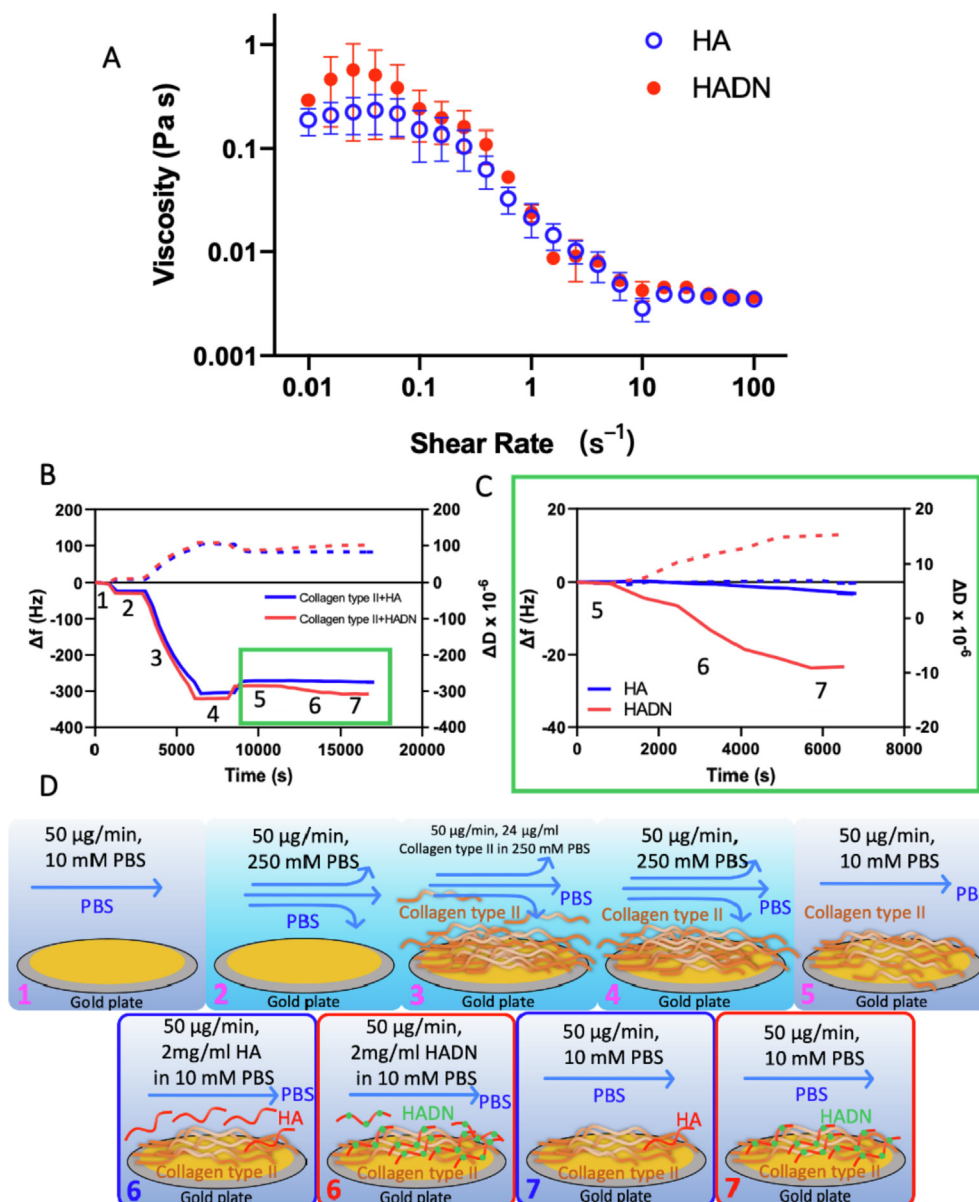 A
HA
HADN
Viscosity (Pa s)
1
0.1
0.01
0.001
0.01
0.1
1
10
100
Shear Rate (s⁻¹)
B
Δf (Hz)
200
100
0
-100
-200
-300
-400
200
100
0
-100
-200
-300
-400
ΔD x 10⁻⁶
1
2
3
4
5
6
7
Collagen type II+HA
Collagen type II+HADN
0
5000
10000
15000
20000
Time (s)
C
Δf (Hz)
20
0
-20
-40
20
10
0
-10
-20
ΔD x 10⁻⁶
5
6
7
HA
HADN
0
2000
4000
6000
8000
Time (s)
D
50 µg/min,
10 mM PBS
PBS
Gold plate
1
50 µg/min,
250 mM PBS
PBS
Gold plate
2
50 µg/min, 24 µg/ml
Collagen type II in 250 mM PBS
PBS
Collagen type II
Gold plate
3
50 µg/min,
250 mM PBS
PBS
Collagen type II
Gold plate
4
50 µg/min,
10 mM PBS
PBS
Collagen type II
Gold plate
5
50 µg/min,
2mg/ml HA
in 10 mM PBS
PBS
HA
Collagen type II
Gold plate
6
50 µg/min,
2mg/ml HADN
in 10 mM PBS
PBS
HADN
Collagen type II
Gold plate
6
50 µg/min,
10 mM PBS
PBS
HA
Collagen type II
Gold plate
7
50 µg/min,
10 mM PBS
PBS
HADN
Collagen type II
Gold plate
7